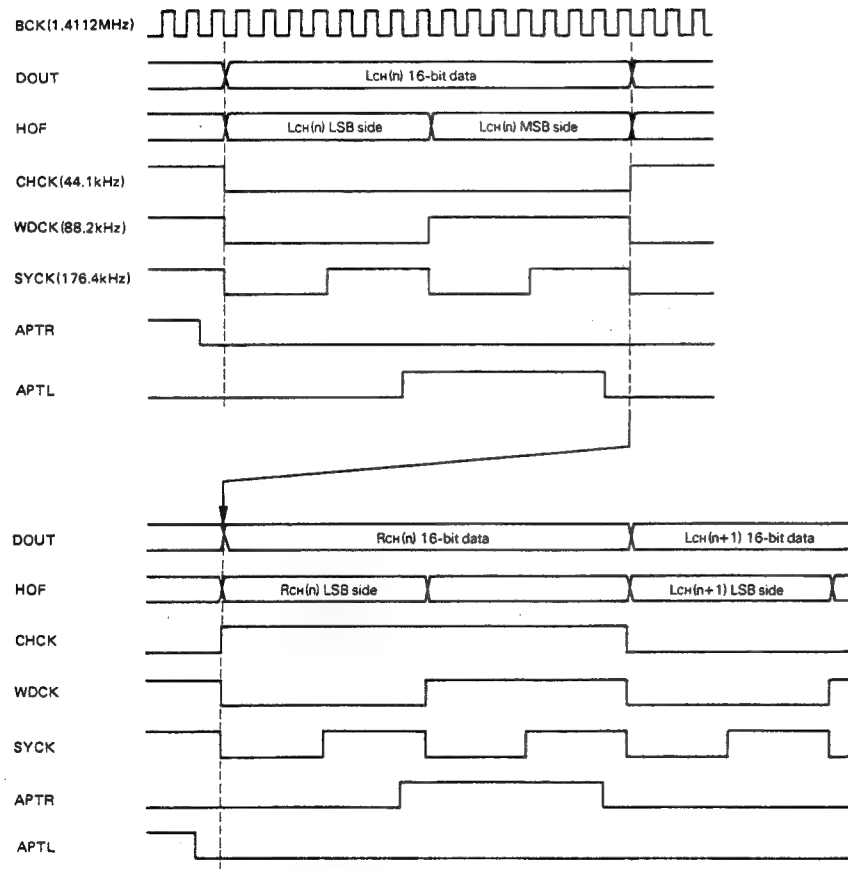 BCK(1.4112MHz)
DOUT
LCH(n) 16-bit data
HOF
LCH(n) LSB side
LCH(n) MSB side
CHCK(44.1kHz)
WDCK(88.2kHz)
SYCK(176.4kHz)
APTR
APTL
DOUT
RCH(n) 16-bit data
LCH(n+1) 16-bit data
HOF
RCH(n) LSB side
LCH(n+1) LSB side
CHCK
WDCK
SYCK
APTR
APTL